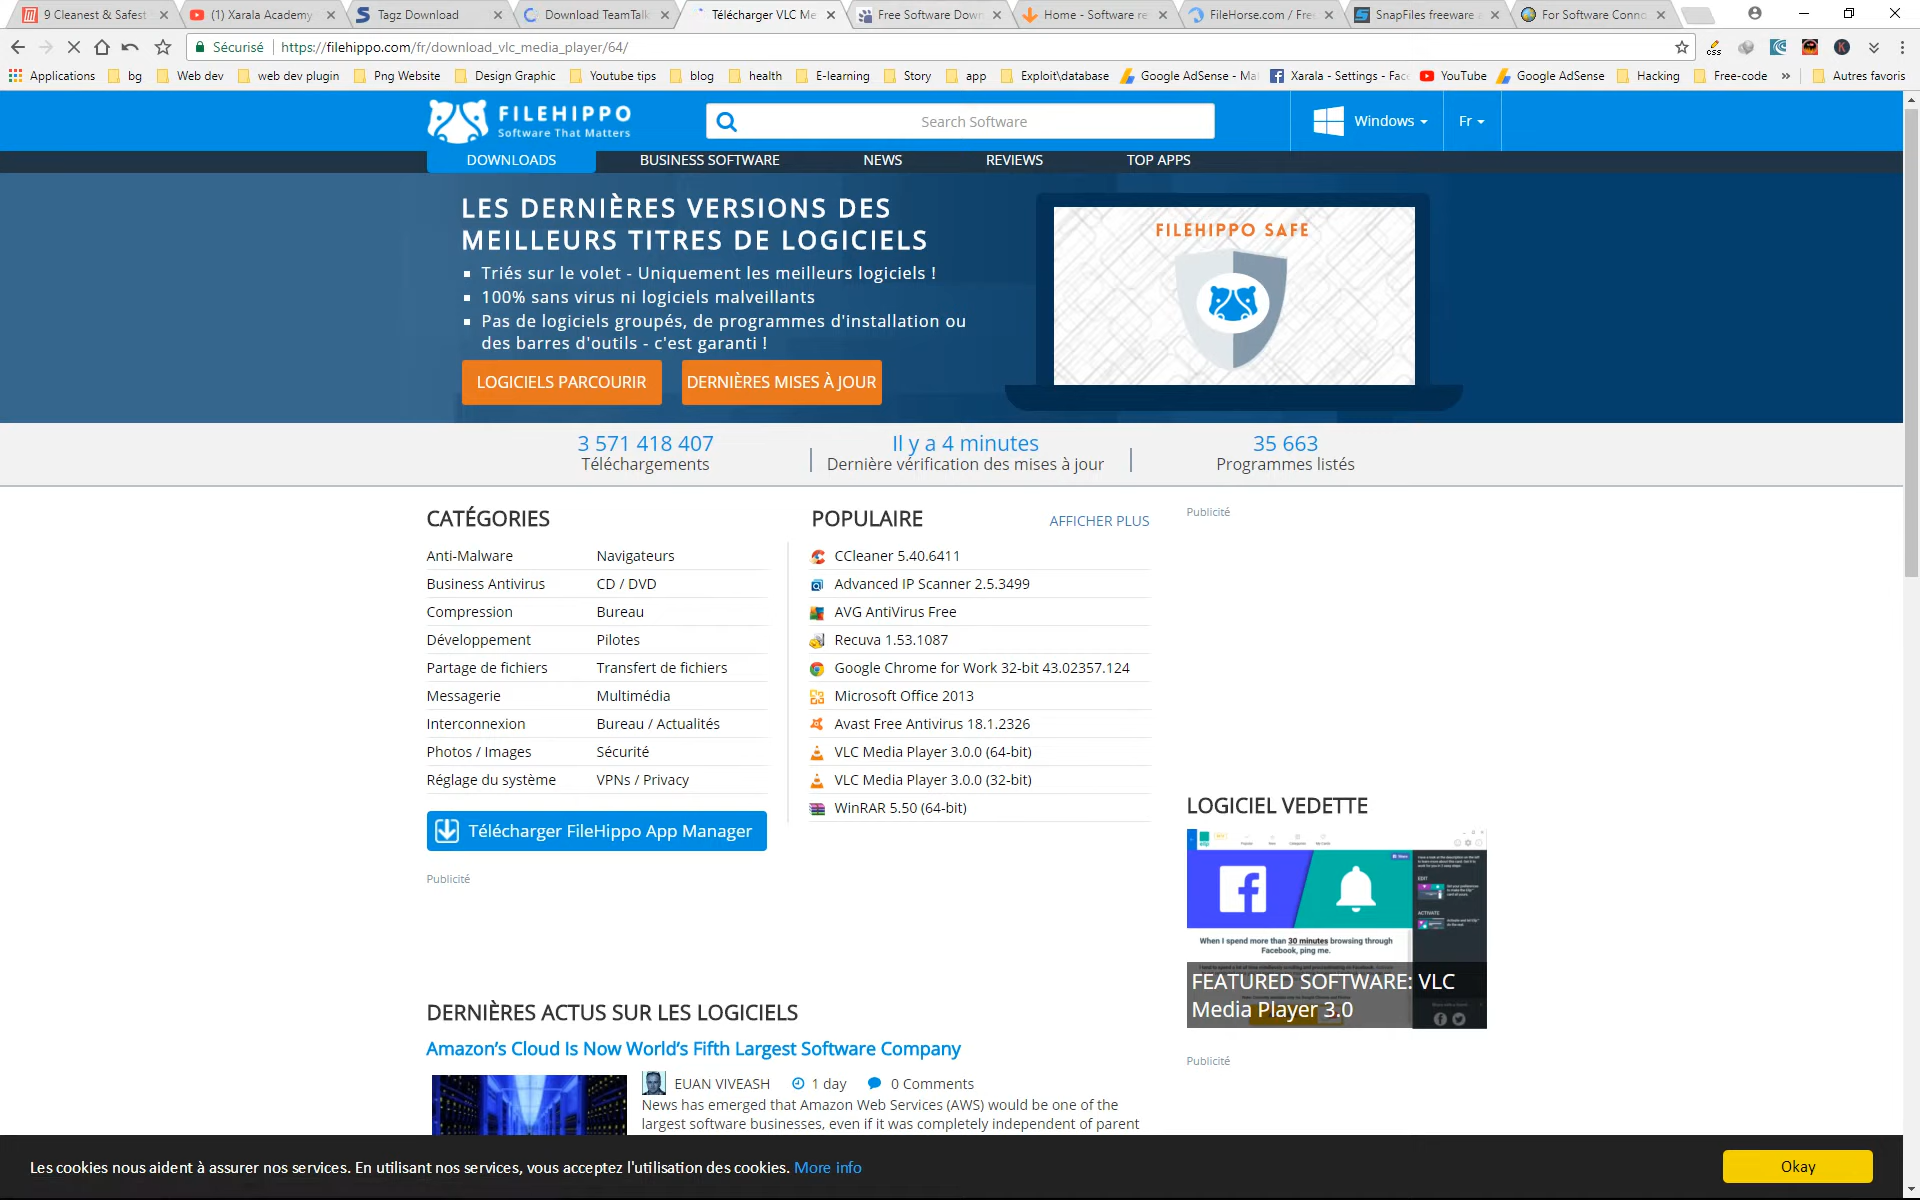 9 Cleanest & Safest
(1) Xarala Academy
Tagz Download
Download TeamTalk
Télécharger VLC Me
Free Software Down
Home - Software re
FileHorse.com / Free
SnapFiles freeware
For Software Conno
Sécurisé
https://filehippo.com/fr/download_vlc_media_player/64/
Applications
bg
Web dev
web dev plugin
Png Website
Design Graphic
Youtube tips
blog
health
E-learning
Story
app
Exploit\database
Google AdSense - Ma
Xarala - Settings - Fac
YouTube
Google AdSense
Hacking
Free-code
Autres favoris
FILEHIPPO
Software That Matters
Search Software
Windows
Fr
DOWNLOADS
BUSINESS SOFTWARE
NEWS
REVIEWS
TOP APPS
LES DERNIÈRES VERSIONS DES
MEILLEURS TITRES DE LOGICIELS
Triés sur le volet - Uniquement les meilleurs logiciels !
100% sans virus ni logiciels malveillants
Pas de logiciels groupés, de programmes d'installation ou
des barres d'outils - c'est garanti !
LOGICIELS PARCOURIR
DERNIÈRES MISES À JOUR
FILEHIPPO SAFE
3 571 418 407
Téléchargements
Il y a 4 minutes
Dernière vérification des mises à jour
35 663
Programmes listés
CATÉGORIES
Anti-Malware
Navigateurs
Business Antivirus
CD / DVD
Compression
Bureau
Développement
Pilotes
Partage de fichiers
Transfert de fichiers
Messagerie
Multimédia
Interconnexion
Bureau / Actualités
Photos / Images
Sécurité
Réglage du système
VPNs / Privacy
Télécharger FileHippo App Manager
Publicité
POPULAIRE
AFFICHER PLUS
CCleaner 5.40.6411
Advanced IP Scanner 2.5.3499
AVG AntiVirus Free
Recuva 1.53.1087
Google Chrome for Work 32-bit 43.02357.124
Microsoft Office 2013
Avast Free Antivirus 18.1.2326
VLC Media Player 3.0.0 (64-bit)
VLC Media Player 3.0.0 (32-bit)
WinRAR 5.50 (64-bit)
Publicité
LOGICIEL VEDETTE
When I spend more than 30 minutes browsing through
Facebook, ping me.
FEATURED SOFTWARE: VLC
Media Player 3.0
Publicité
DERNIÈRES ACTUS SUR LES LOGICIELS
Amazon's Cloud Is Now World's Fifth Largest Software Company
EUAN VIVEASH
1 day
0 Comments
News has emerged that Amazon Web Services (AWS) would be one of the
largest software businesses, even if it was completely independent of parent
Les cookies nous aident à assurer nos services. En utilisant nos services, vous acceptez l'utilisation des cookies. More info
Okay